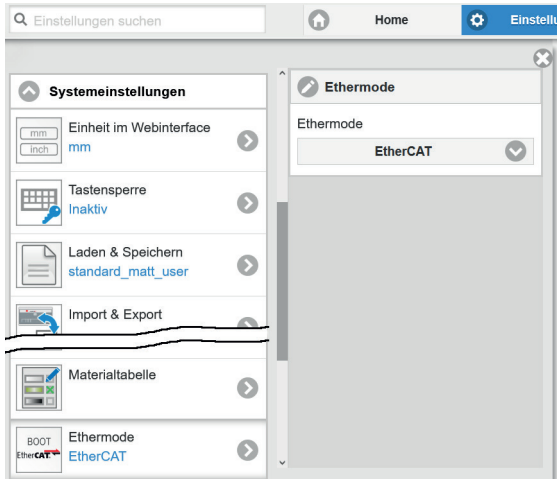 Einstellungen suchen
Home
Einstellu
Systemeinstellungen
mm
inch
Einheit im Webinterface
mm
Tastensperre
Inaktiv
Laden & Speichern
standard_matt_user
Import & Export
Materialtabelle
BOOT
EtherCAT
Ethermode
EtherCAT
Ethermode
Ethermode
EtherCAT